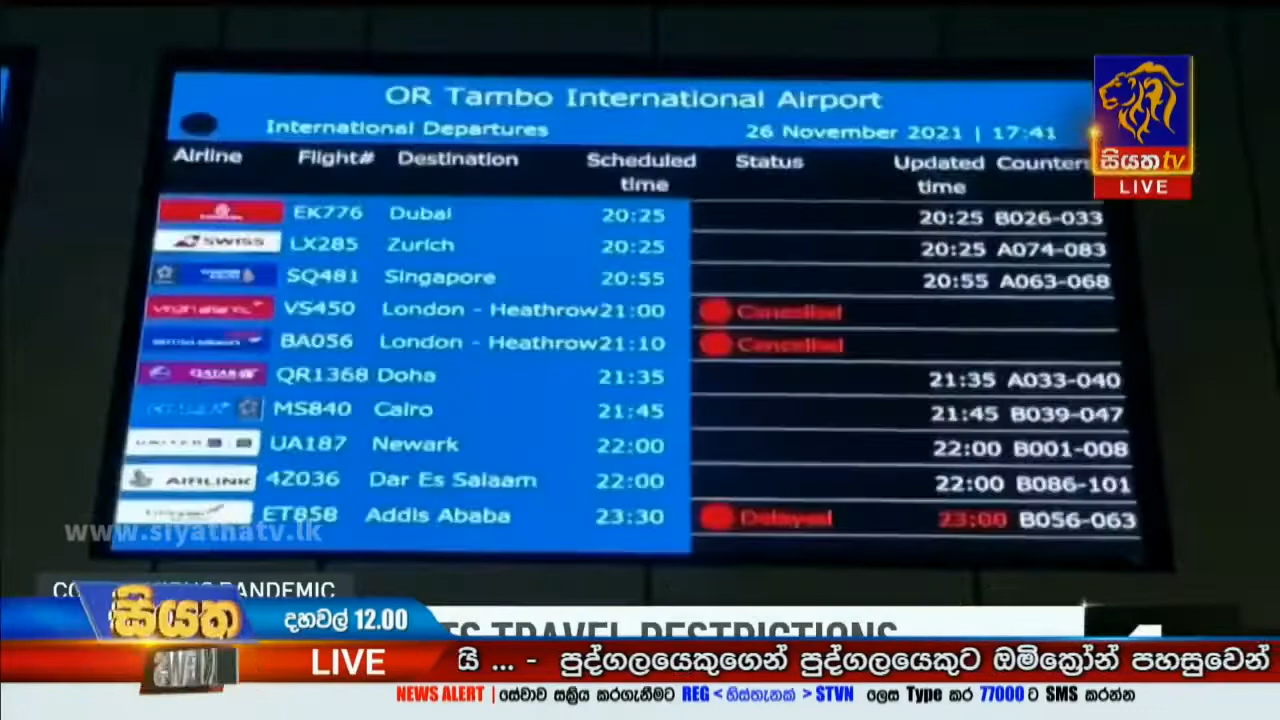 OR Tambo International Airport
International Departures 26 November 2021 | 17:41
Airline Flight# Destination Scheduled time Status Updated time Counters
EK776 Dubai 20:25 20:25 B026-033
SWISS LX285 Zurich 20:25 20:25 A074-083
SQ481 Singapore 20:55 20:55 A063-068
VS450 London - Heathrow 21:00 Cancelled
BA056 London - Heathrow 21:10 Cancelled
QATAR QR1368 Doha 21:35 21:35 A033-040
MS840 Cairo 21:45 21:45 B039-047
UA187 Newark 22:00 22:00 B001-008
AIRLINK 4Z036 Dar Es Salaam 22:00 22:00 B086-101
ET858 Addis Ababa 23:30 Delayed 23:00 B056-063
සියත tv
LIVE
www.siyathatv.lk
PANDEMIC
TRAVEL RESTRICTIONS
සියත දහවල් 12.00
LIVE යි ... - පුද්ගලයෙකුගෙන් පුද්ගලයෙකුට ඔමික්‍රෝන් පහසුවෙන්
NEWS ALERT | සේවාව සක්‍රිය කරගැනීමට REG < හිස්තැනක් > STVN ලෙස Type කර 77000 ට SMS කරන්න